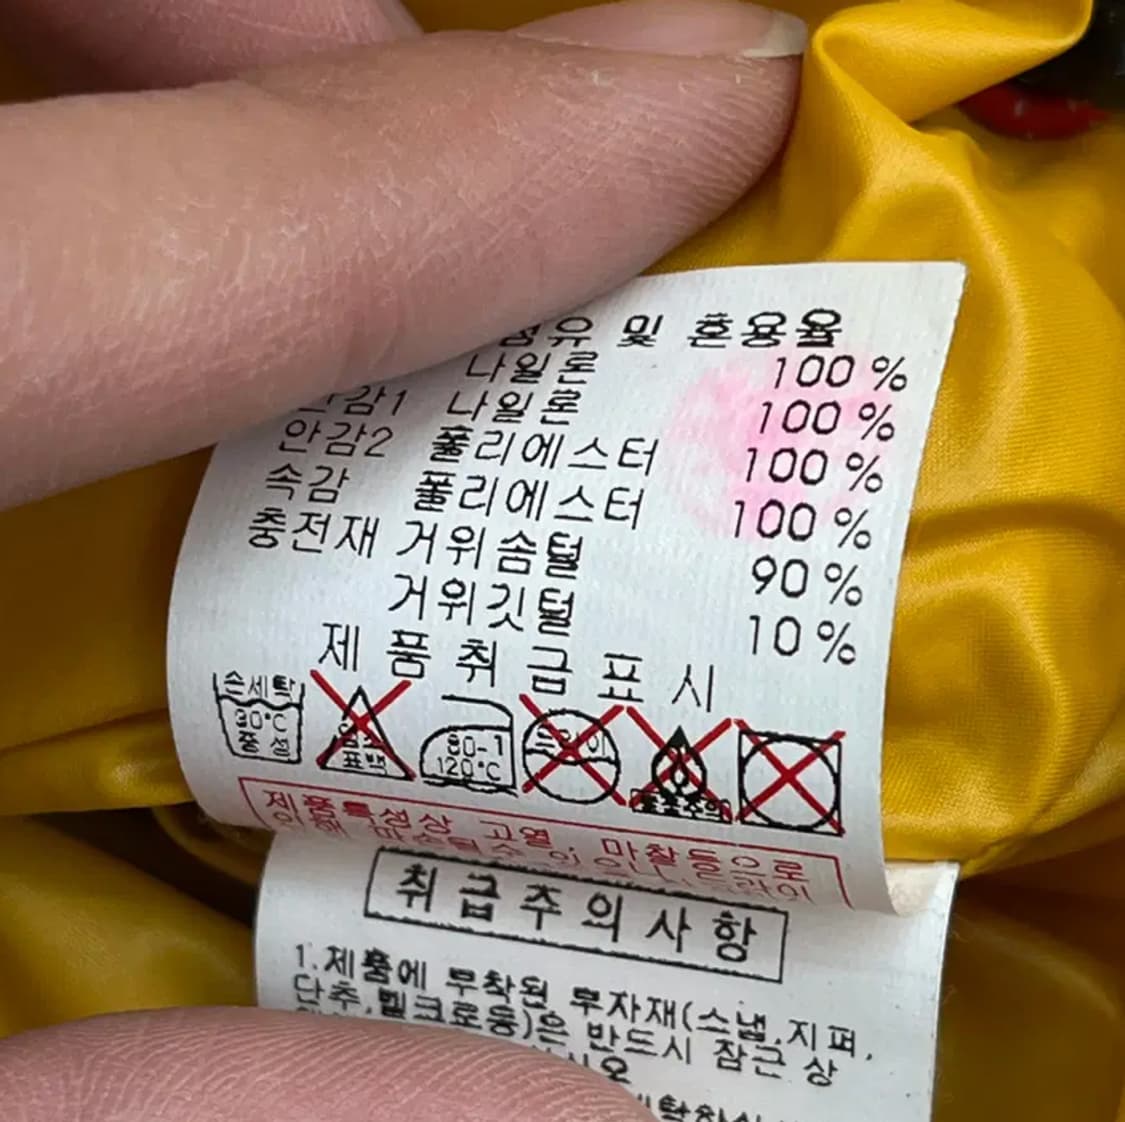 섬유 및 혼용율
나일론 100 %
안감1 나일론 100 %
안감2 폴리에스터 100 %
속감 폴리에스터 100 %
충전재 거위솜털 90 %
거위깃털 10 %
제품취급표시
손세탁 30°C 중성
염소 표백
80-120°C
드라이
제품특성상 고열, 마찰등으로
취급주의사항
1.제품에 부착된 부자재(스냅,지퍼,
단추,벨크로등)은 반드시 잠근 상